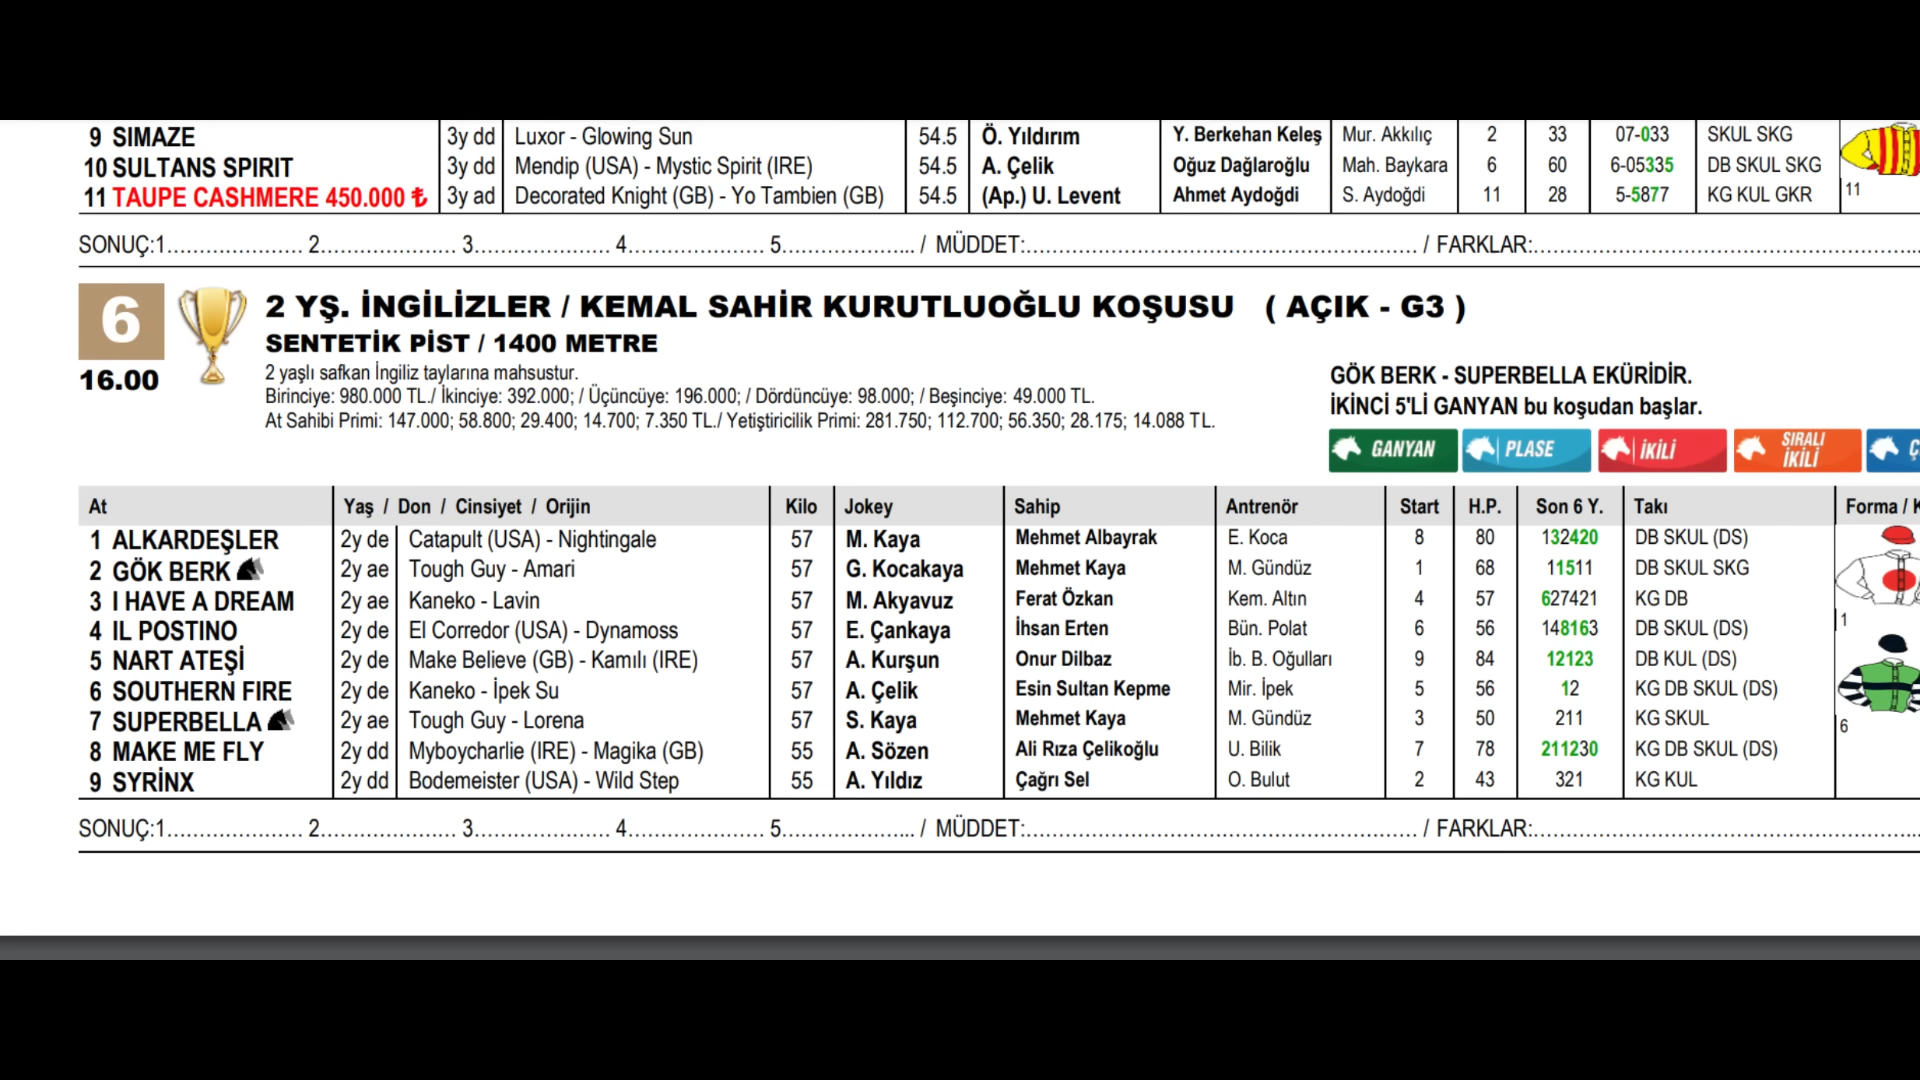 9 SIMAZE 3y dd Luxor - Glowing Sun 54.5 Ö. Yıldırım Y. Berkehan Keleş Mur. Akkılıç 2 33 07-033 SKUL SKG
10 SULTANS SPIRIT 3y dd Mendip (USA) - Mystic Spirit (IRE) 54.5 A. Çelik Oğuz Dağlaroğlu Mah. Baykara 6 60 6-05335 DB SKUL SKG
11 TAUPE CASHMERE 450.000 ₺ 3y ad Decorated Knight (GB) - Yo Tambien (GB) 54.5 (Ap.) U. Levent Ahmet Aydoğdi S. Aydoğdi 11 28 5-5877 KG KUL GKR 11
SONUÇ:1..................... 2..................... 3..................... 4..................... 5..................... / MÜDDET:............................................................ / FARKLAR:............................................................
6
16.00
2 YŞ. İNGİLİZLER / KEMAL SAHİR KURUTLUOĞLU KOŞUSU ( AÇIK - G3 )
SENTETİK PİST / 1400 METRE
2 yaşlı safkan İngiliz taylarına mahsustur.
Birinciye: 980.000 TL./ İkinciye: 392.000; / Üçüncüye: 196.000; / Dördüncüye: 98.000; / Beşinciye: 49.000 TL.
At Sahibi Primi: 147.000; 58.800; 29.400; 14.700; 7.350 TL./ Yetiştiricilik Primi: 281.750; 112.700; 56.350; 28.175; 14.088 TL.
GÖK BERK - SUPERBELLA EKÜRİDİR.
İKİNCİ 5'Lİ GANYAN bu koşudan başlar.
GANYAN PLASE İKİLİ SIRALI İKİLİ
At Yaş / Don / Cinsiyet / Orijin Kilo Jokey Sahip Antrenör Start H.P. Son 6 Y. Takı Forma /
1 ALKARDEŞLER 2y de Catapult (USA) - Nightingale 57 M. Kaya Mehmet Albayrak E. Koca 8 80 132420 DB SKUL (DS)
2 GÖK BERK 2y ae Tough Guy - Amari 57 G. Kocakaya Mehmet Kaya M. Gündüz 1 68 11511 DB SKUL SKG
3 I HAVE A DREAM 2y ae Kaneko - Lavin 57 M. Akyavuz Ferat Özkan Kem. Altın 4 57 627421 KG DB
4 IL POSTINO 2y de El Corredor (USA) - Dynamoss 57 E. Çankaya İhsan Erten Bün. Polat 6 56 148163 DB SKUL (DS) 1
5 NART ATEŞİ 2y de Make Believe (GB) - Kamılı (IRE) 57 A. Kurşun Onur Dilbaz İb. B. Oğulları 9 84 12123 DB KUL (DS)
6 SOUTHERN FIRE 2y de Kaneko - İpek Su 57 A. Çelik Esin Sultan Kepme Mir. İpek 5 56 12 KG DB SKUL (DS)
7 SUPERBELLA 2y ae Tough Guy - Lorena 57 S. Kaya Mehmet Kaya M. Gündüz 3 50 211 KG SKUL 6
8 MAKE ME FLY 2y dd Myboycharlie (IRE) - Magika (GB) 55 A. Sözen Ali Rıza Çelikoğlu U. Bilik 7 78 211230 KG DB SKUL (DS)
9 SYRİNX 2y dd Bodemeister (USA) - Wild Step 55 A. Yıldız Çağrı Sel O. Bulut 2 43 321 KG KUL
SONUÇ:1..................... 2..................... 3..................... 4..................... 5..................... / MÜDDET:............................................................ / FARKLAR:............................................................